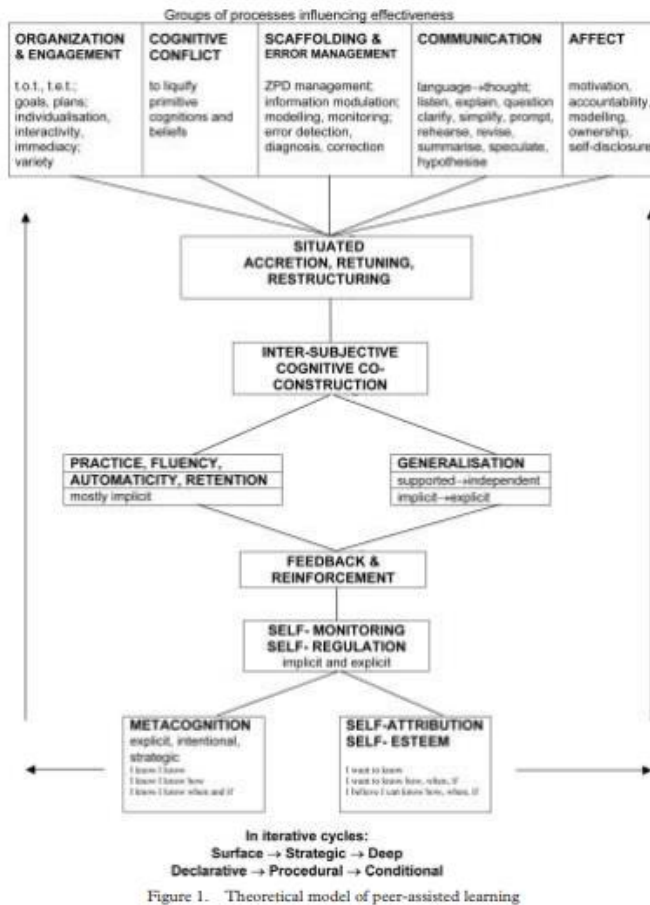 Groups of processes influencing effectiveness
ORGANIZATION
& ENGAGEMENT
t.o.t., t.e.t.;
goals, plans;
individualisation,
interactivity,
immediacy;
variety
COGNITIVE
CONFLICT
to liquify
primitive
cognitions and
beliefs
SCAFFOLDING &
ERROR MANAGEMENT
ZPD management;
information modulation;
modelling, monitoring;
error detection,
diagnosis, correction
COMMUNICATION
language→thought;
listen, explain, question
clarify, simplify, prompt,
rehearse, revise,
summarise, speculate,
hypothesise
AFFECT
motivation,
accountability,
modelling,
ownership,
self-disclosure
SITUATED
ACCRETION, RETUNING,
RESTRUCTURING
INTER-SUBJECTIVE
COGNITIVE CO-
CONSTRUCTION
PRACTICE, FLUENCY,
AUTOMATICITY, RETENTION
mostly implicit
GENERALISATION
supported→independent
implicit→explicit
FEEDBACK &
REINFORCEMENT
SELF- MONITORING
SELF- REGULATION
implicit and explicit
METACOGNITION
explicit, intentional,
strategic
I know I know
I know I know how
I know I know when and if
SELF-ATTRIBUTION
SELF- ESTEEM
I want to know
I want to know how, when, if
I believe I can know how, when, if
In iterative cycles:
Surface → Strategic → Deep
Declarative → Procedural → Conditional
Figure 1. Theoretical model of peer-assisted learning